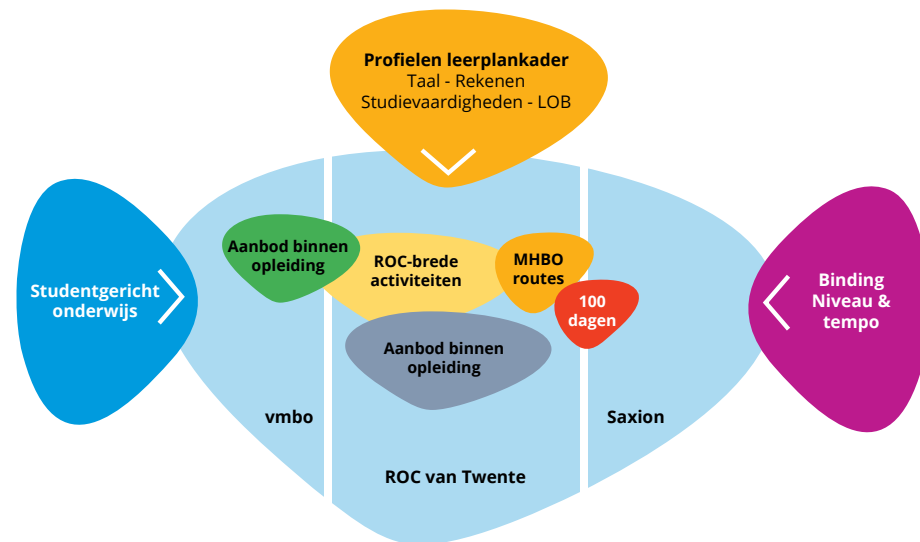 Profielen leerplankader
Taal - Rekenen
Studievaardigheden - LOB
Studentgericht
onderwijs
Aanbod binnen
opleiding
ROC-brede
activiteiten
MHBO
routes
100
dagen
Aanbod binnen
opleiding
Binding
Niveau &
tempo
vmbo
ROC van Twente
Saxion